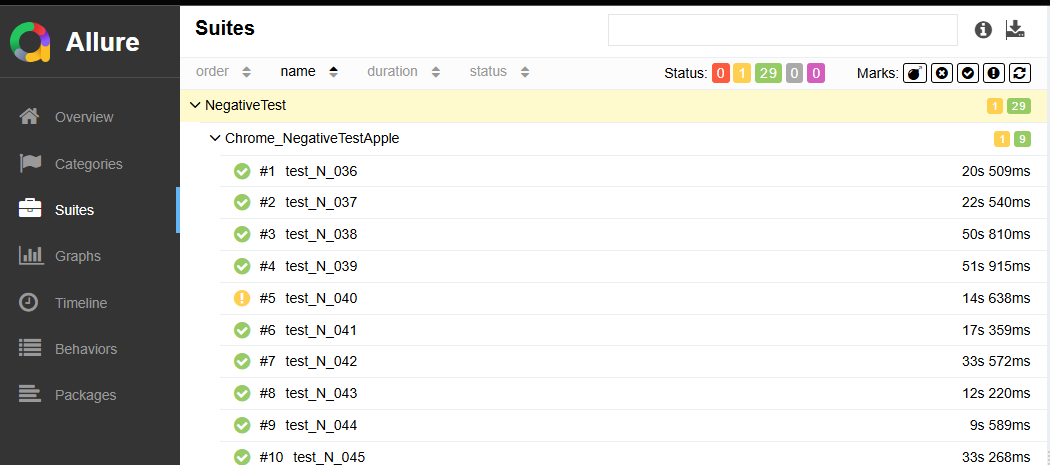 Allure
Overview
Categories
Suites
Graphs
Timeline
Behaviors
Packages
Suites
order name duration status Status: 0 1 29 0 0 Marks:
NegativeTest 1 29
Chrome_NegativeTestApple 1 9
#1 test_N_036 20s 509ms
#2 test_N_037 22s 540ms
#3 test_N_038 50s 810ms
#4 test_N_039 51s 915ms
#5 test_N_040 14s 638ms
#6 test_N_041 17s 359ms
#7 test_N_042 33s 572ms
#8 test_N_043 12s 220ms
#9 test_N_044 9s 589ms
#10 test_N_045 33s 268ms